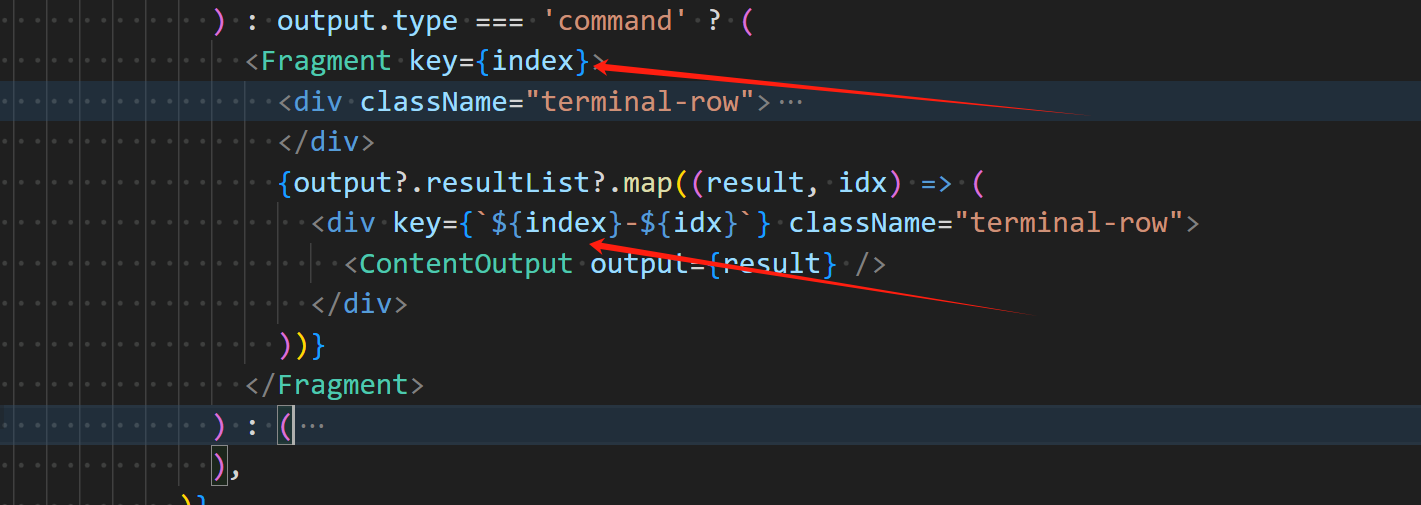 ) : output.type === 'command' ? (
<Fragment key={index}>
<div className="terminal-row">…
</div>
{output?.resultList?.map((result, idx) => (
<div key={`${index}-${idx}`} className="terminal-row">
<ContentOutput output={result} />
</div>
))}
</Fragment>
) : (…
),
)}